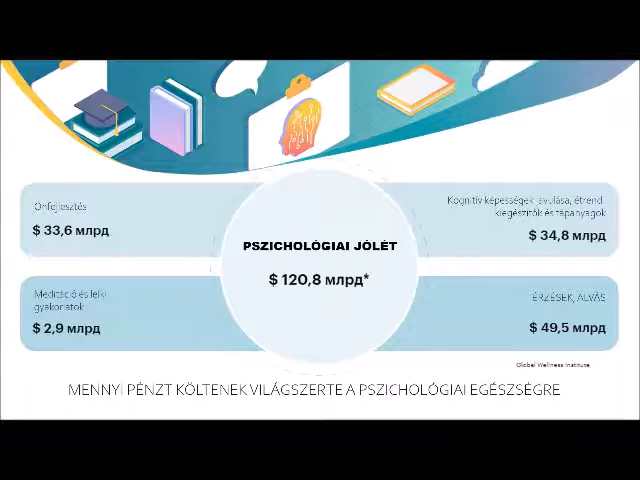 Önfejlesztés
$ 33,6 млрд
Kognitív képességek javulása, étrend-
kiegészítők és tápanyagok
$ 34,8 млрд
PSZICHOLÓGIAI JÓLÉT
$ 120,8 млрд*
Meditáció és lelki
gyakorlatok
$ 2,9 млрд
ÉRZÉSEK, ALVÁS
$ 49,5 млрд
Global Wellness Institute
MENNYI PÉNZT KÖLTENEK VILÁGSZERTE A PSZICHOLÓGIAI EGÉSZSÉGRE